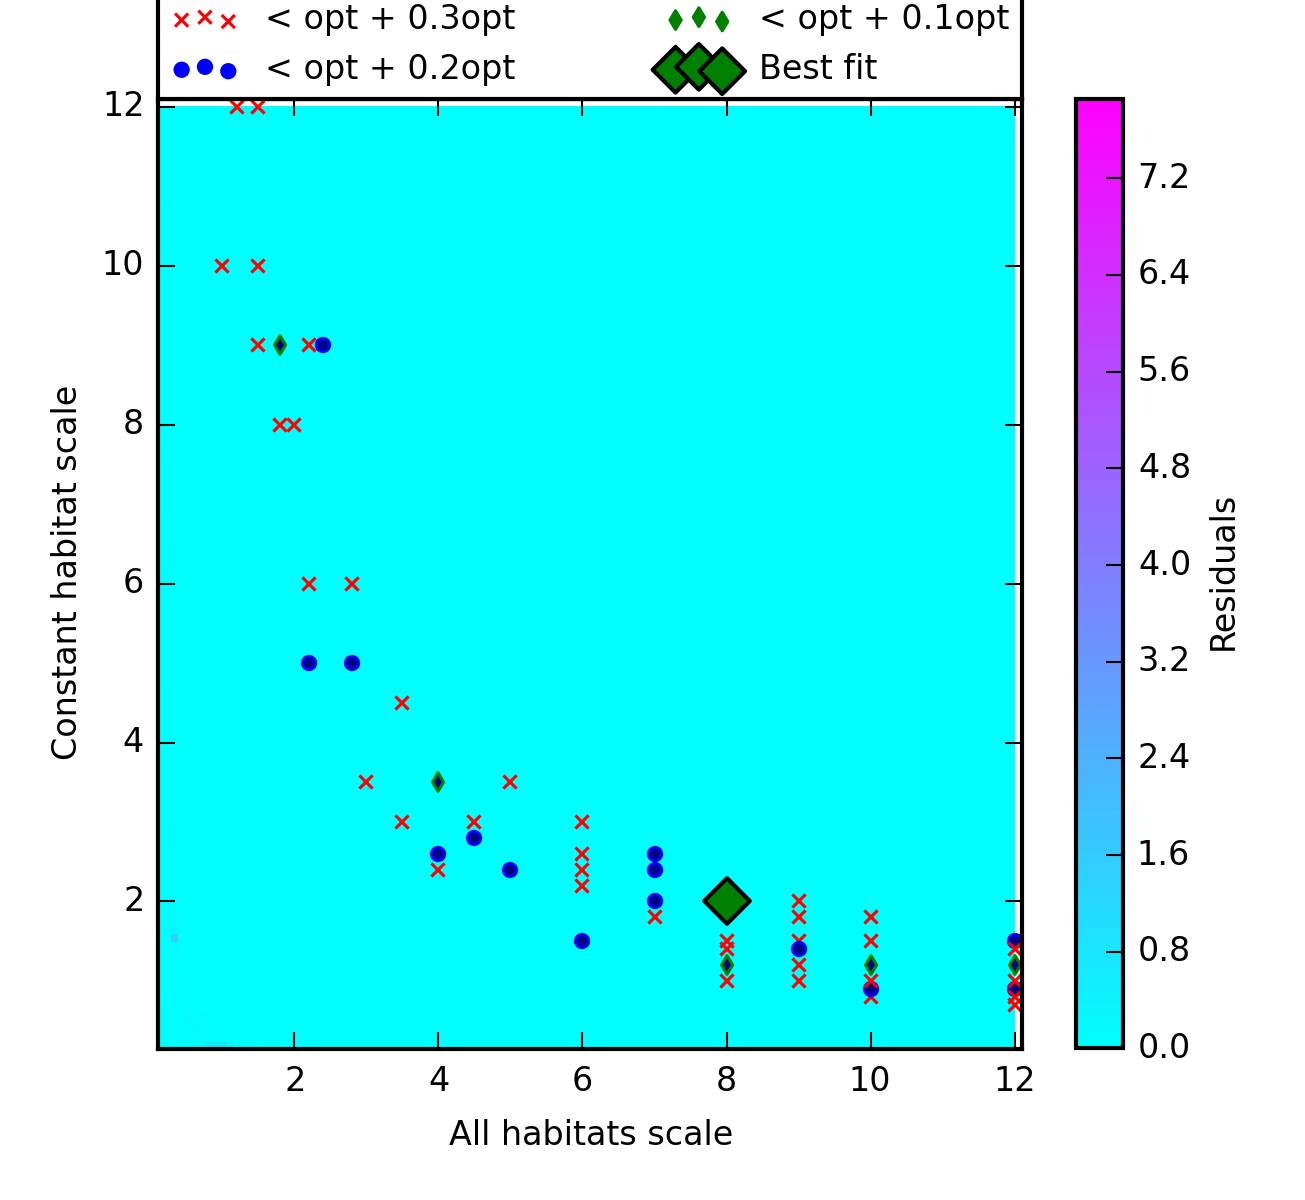 < opt + 0.3opt
< opt + 0.1opt
< opt + 0.2opt
Best fit
12
10
8
6
4
2
Constant habitat scale
2 4 6 8 10 12
All habitats scale
7.2
6.4
5.6
4.8
4.0
3.2
2.4
1.6
0.8
0.0
Residuals